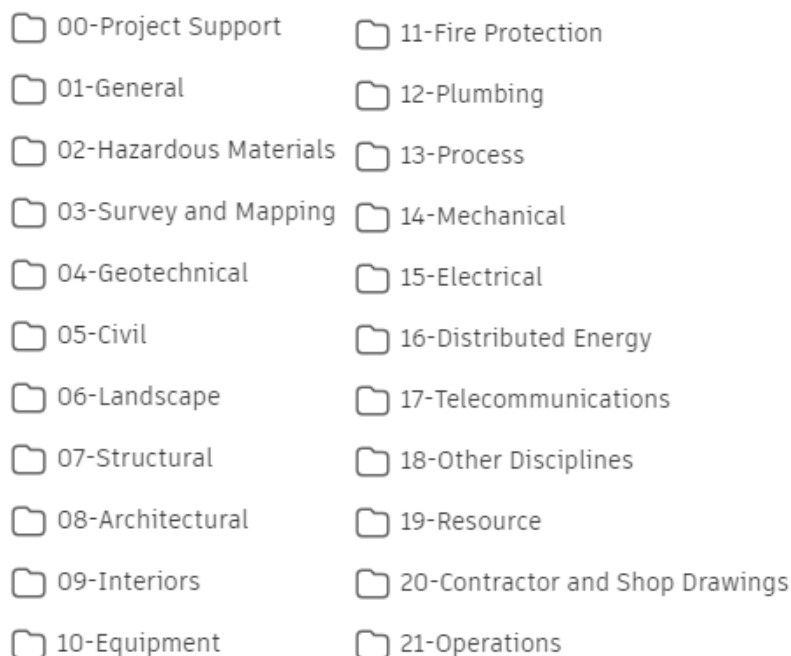 00-Project Support
01-General
02-Hazardous Materials
03-Survey and Mapping
04-Geotechnical
05-Civil
06-Landscape
07-Structural
08-Architectural
09-Interiors
10-Equipment
11-Fire Protection
12-Plumbing
13-Process
14-Mechanical
15-Electrical
16-Distributed Energy
17-Telecommunications
18-Other Disciplines
19-Resource
20-Contractor and Shop Drawings
21-Operations